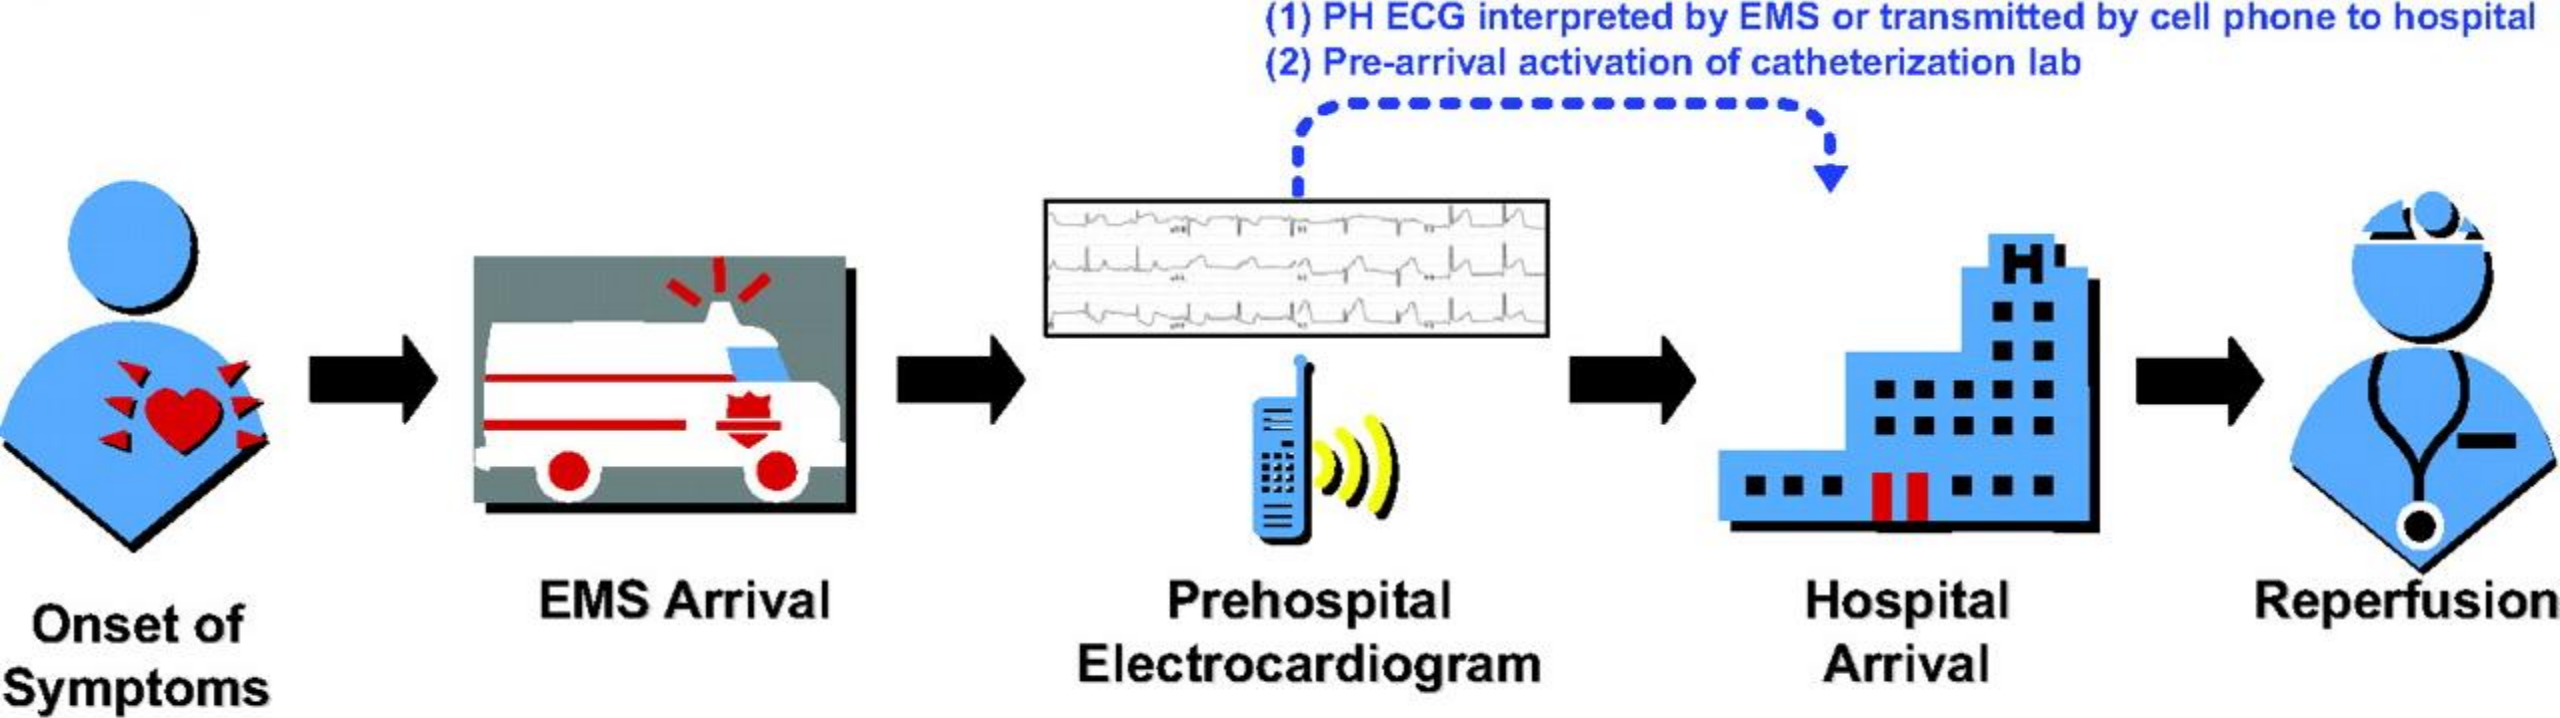 (1) PH ECG interpreted by EMS or transmitted by cell phone to hospital
(2) Pre-arrival activation of catheterization lab
H
Onset of
Symptoms
EMS Arrival
Prehospital
Electrocardiogram
Hospital
Arrival
Reperfusion